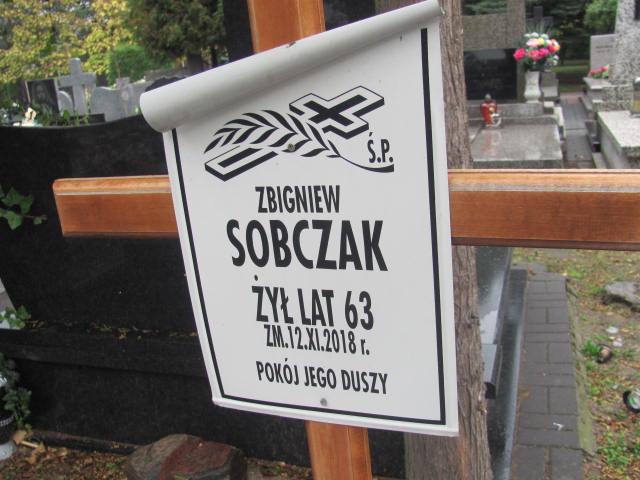 Ś.P.
ZBIGNIEW
SOBCZAK
ŻYŁ LAT 63
ZM.12.XI.2018 r.
POKÓJ JEGO DUSZY